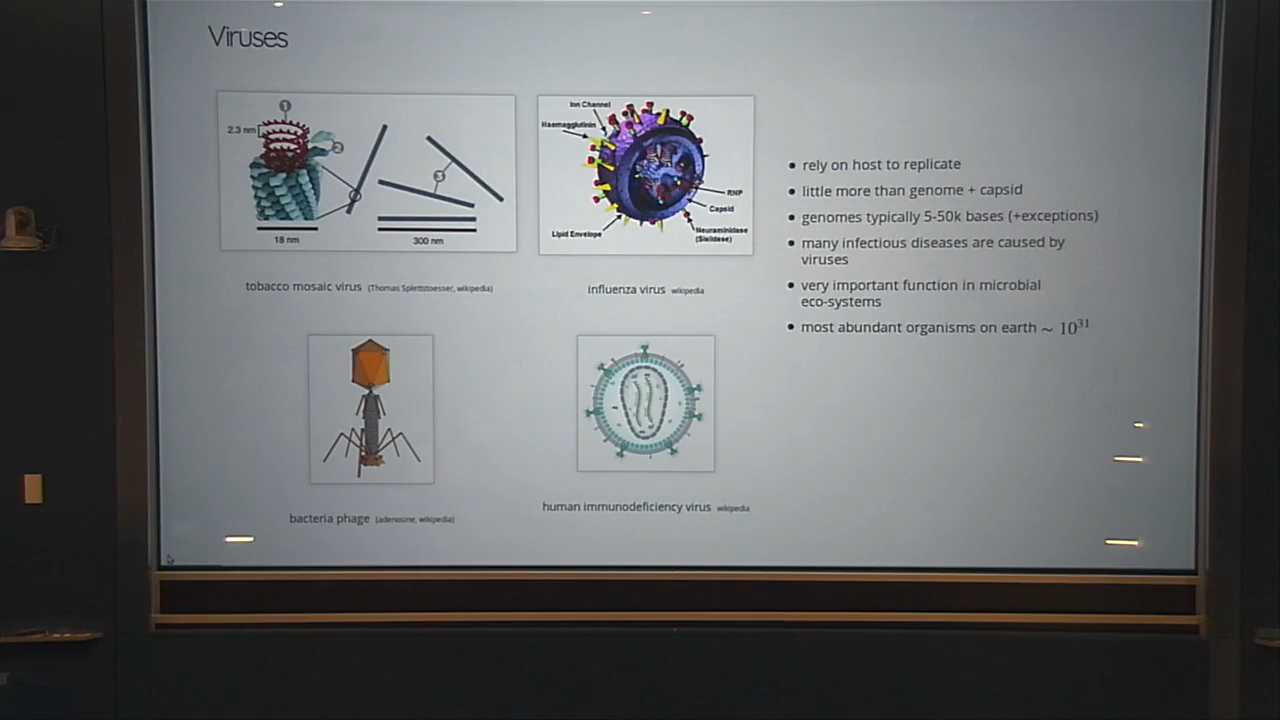 Viruses
1
2.3 nm
2
3
18 nm
300 nm
tobacco mosaic virus (Thomas Splettstoesser, wikipedia)
Ion Channel
Haemagglutinin
RNP
Capsid
Neuraminidase
(Sialidase)
Lipid Envelope
influenza virus wikipedia
bacteria phage (adenosine, wikipedia)
human immunodeficiency virus wikipedia
• rely on host to replicate
• little more than genome + capsid
• genomes typically 5-50k bases (+exceptions)
• many infectious diseases are caused by
viruses
• very important function in microbial
eco-systems
• most abundant organisms on earth ~ 10³¹